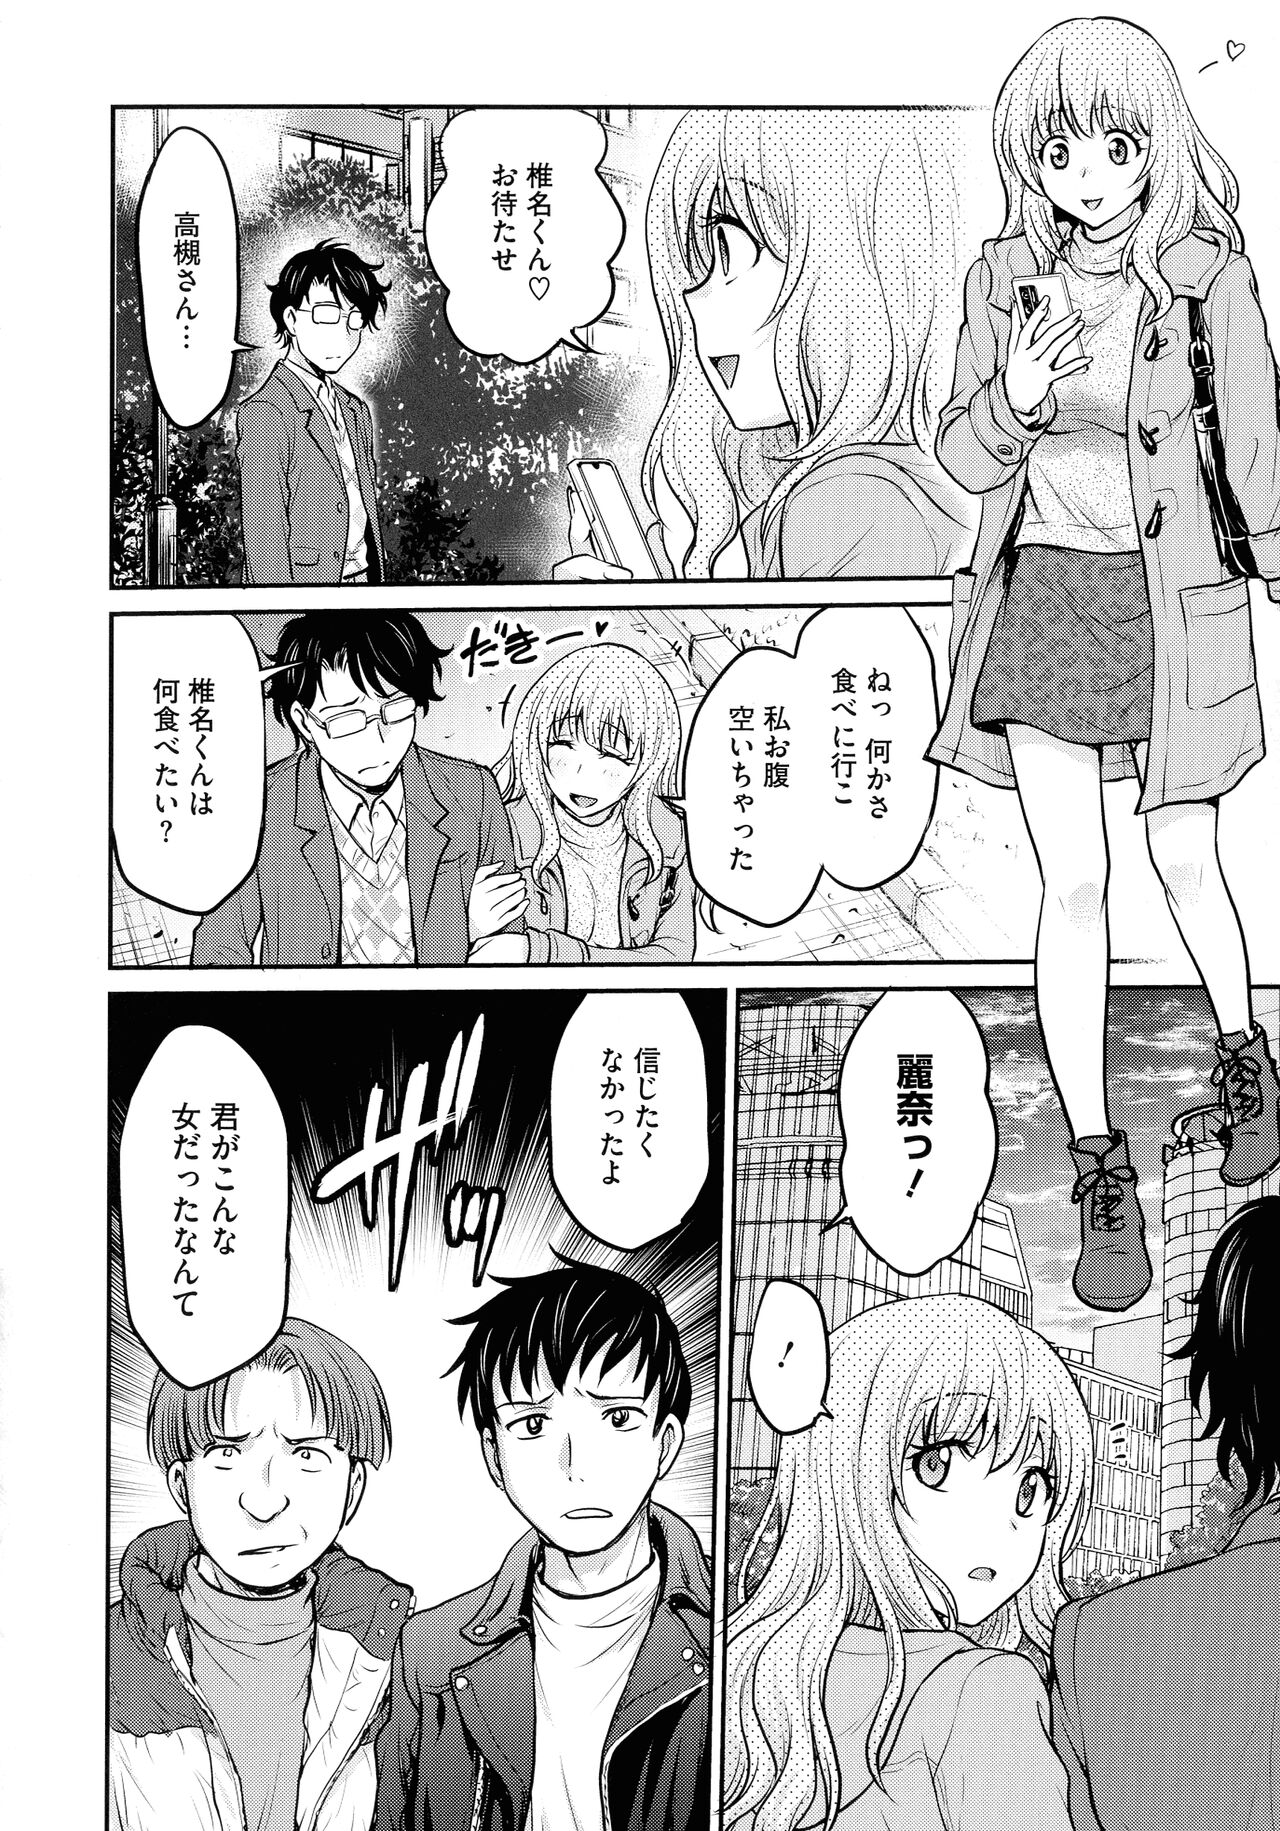 椎名くん♡
お待たせ
高槻さん…
ねっ 何かさ
食べに行こ
私お腹
空いちゃった
だきー♥
椎名くんは
何食べたい？
麗奈っ！
！
信じたく
なかったよ
ザッ
君がこんな
女だったなんて